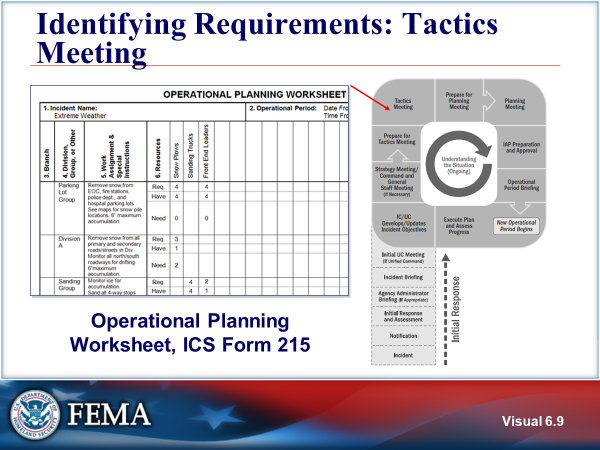 Identifying Requirements: Tactics
Meeting
OPERATIONAL PLANNING WORKSHEET
1. Incident Name:
Extreme Weather
2. Operational Period:
Date Fro
Time Fro
3. Branch
4. Division,
Group, or Other
5. Work
Assignment &
Special
Instructions
6. Resources
Snow Plows
Sanding Trucks
Front End Loaders
Parking
Lot
Group
Remove snow from
EOC, fire stations,
police dept., and
hospital parking lots.
See maps for snow pile
locations. 6" maximum
accumulation.
Req. 4 4
Have 4 4
Need 0 0
Division
A
Remove snow from all
primary and secondary
roads/streets in Div.
Monitor all north/south
roadways for drifting.
6"maximum
accumulation.
Req. 3
Have 1
Need 2
Sanding
Group
Monitor ice for
accumulation.
Sand all 4-way stops
Req. 4 2
Have 4 1
Operational Planning
Worksheet, ICS Form 215
Tactics
Meeting
Prepare for
Planning
Meeting
Planning
Meeting
Prepare for
Tactics Meeting
IAP Preparation
and Approval
Understanding
the Situation
(Ongoing)
Strategy Meeting/
Command and
General
Staff Meeting
(if Necessary)
Operational
Period Briefing
IC/UC
Develops/Updates
Incident Objectives
Execute Plan
and Assess
Progress
New Operational
Period Begins
Initial UC Meeting
(If Unified Command)
Incident Briefing
Agency Administrator
Briefing (If Appropriate)
Initial Response
and Assessment
Notification
Incident
Initial Response
U.S. DEPARTMENT OF
HOMELAND SECURITY
FEMA
Visual 6.9